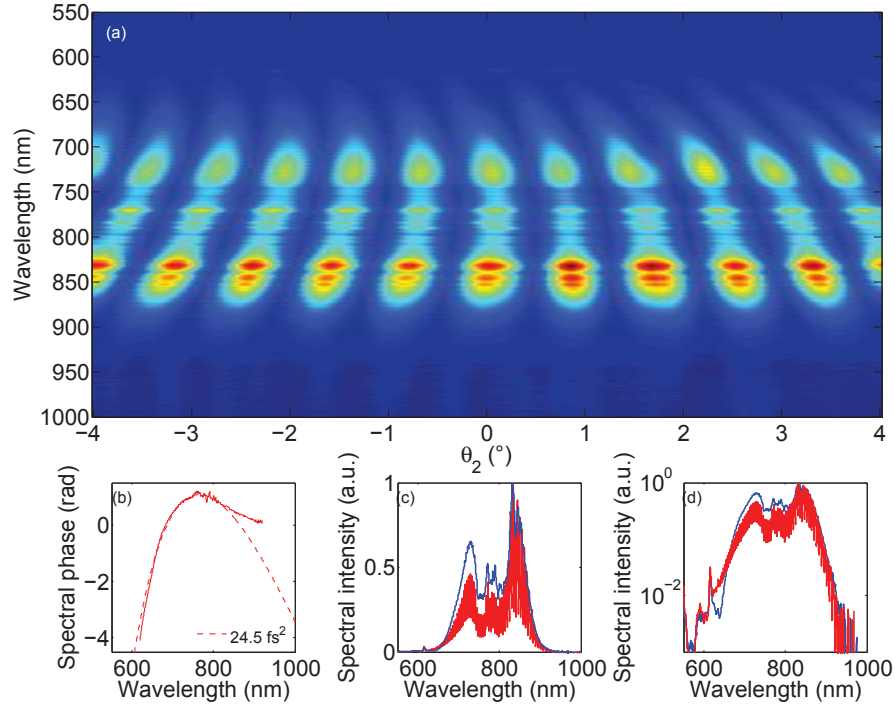 550
600
650
700
750
800
850
900
950
1000
Wavelength (nm)
(a)
−4 −3 −2 −1 0 1 2 3 4
θ2 (°)
(b)
Spectral phase (rad)
0
−2
−4
24.5 fs²
600 800 1000
Wavelength (nm)
(c)
Spectral intensity (a.u.)
1
0.5
0
600 800 1000
Wavelength (nm)
(d)
Spectral intensity (a.u.)
10⁰
10⁻²
600 800 1000
Wavelength (nm)